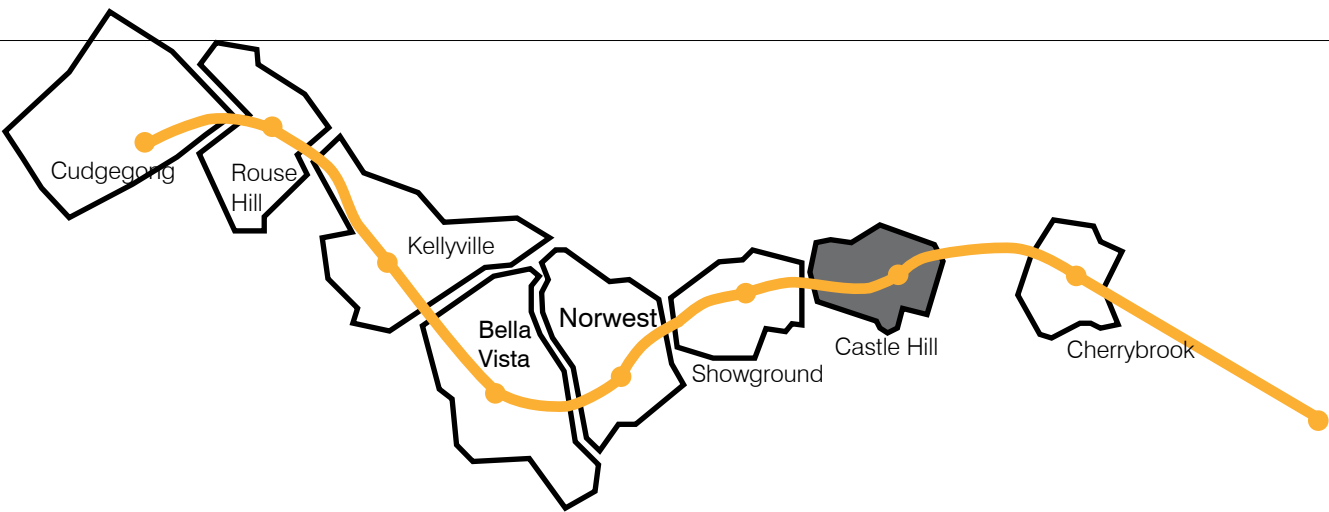 Cudgegong
Rouse
Hill
Kellyville
Bella
Vista
Norwest
Showground
Castle Hill
Cherrybrook